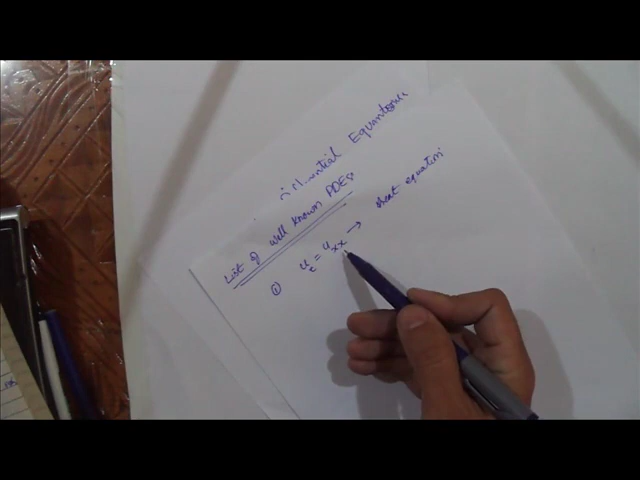 Equations
List of Well Known PDEs
① u_t = u_xx → heat equation